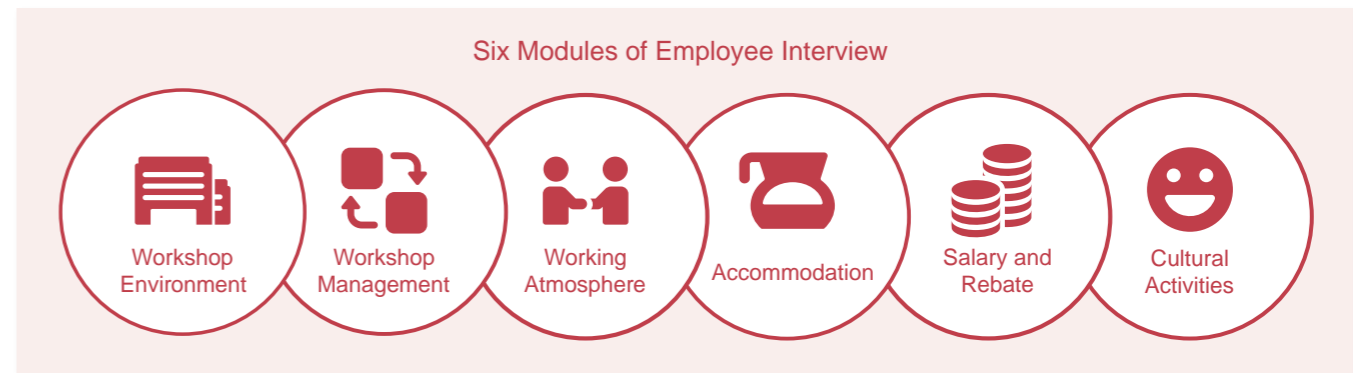 Six Modules of Employee Interview
Workshop
Environment
Workshop
Management
Working
Atmosphere
Accommodation
Salary and
Rebate
Cultural
Activities